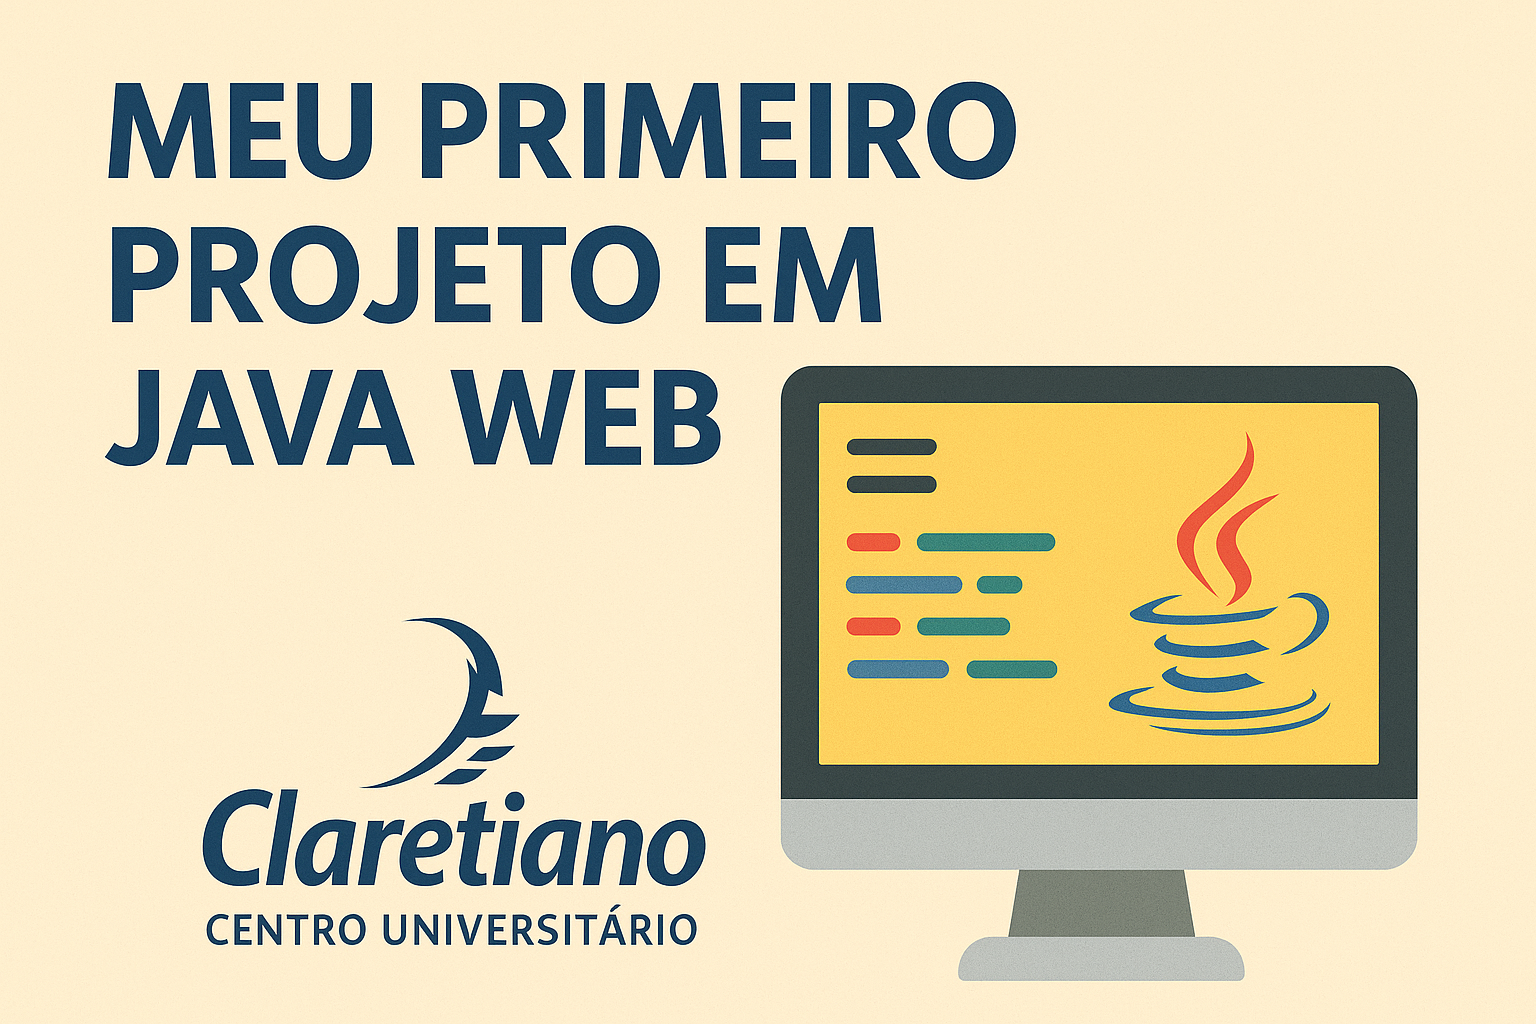 MEU PRIMEIRO
PROJETO EM
JAVA WEB
Claretiano
CENTRO UNIVERSITÁRIO